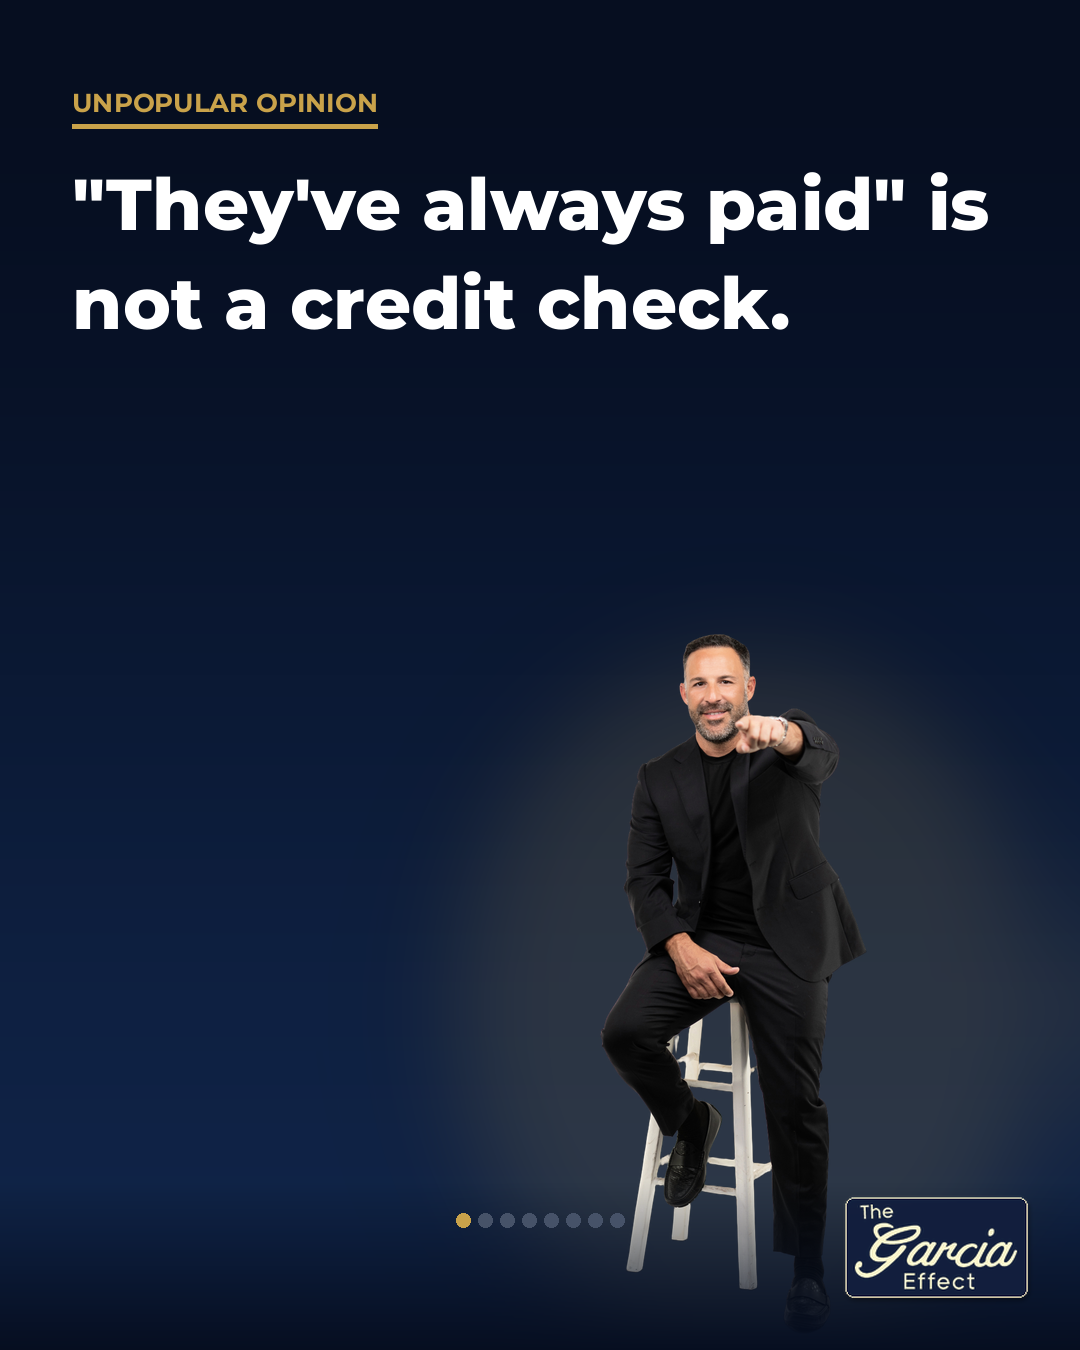 UNPOPULAR OPINION
"They've always paid" is
not a credit check.
The
Garcia
Effect